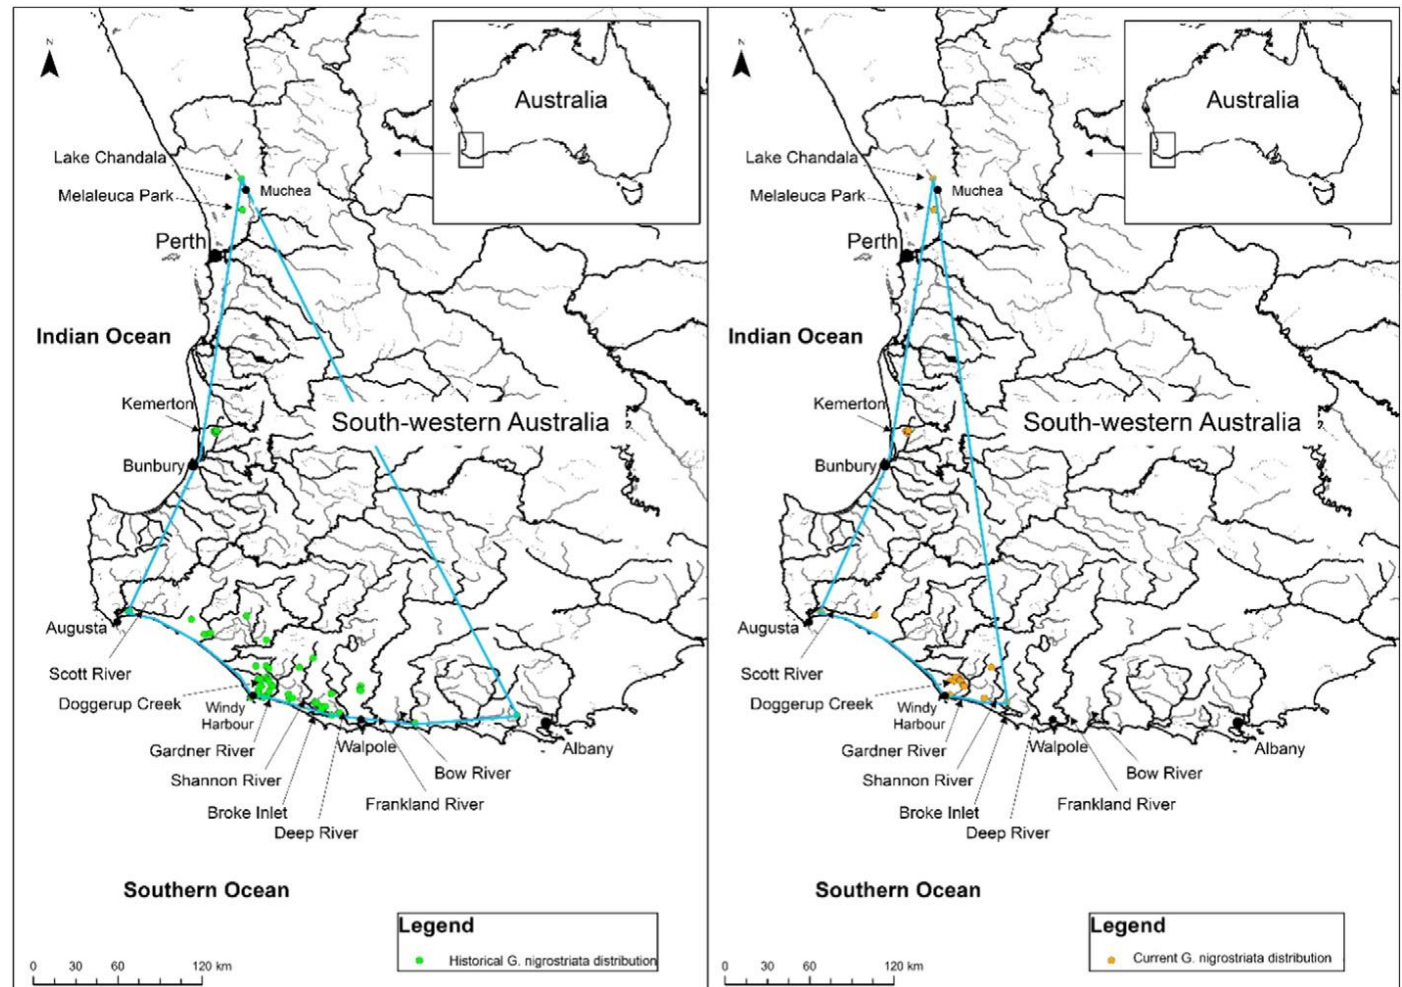 N
Australia
Lake Chandala
Muchea
Melaleuca Park
Perth
Indian Ocean
Kemerton
South-western Australia
Bunbury
Augusta
Scott River
Doggerup Creek
Windy
Harbour
Gardner River
Walpole
Albany
Shannon River
Bow River
Broke Inlet
Frankland River
Deep River
Southern Ocean
Legend
Historical G. nigrostriata distribution
0 30 60 120 km
N
Australia
Lake Chandala
Muchea
Melaleuca Park
Perth
Indian Ocean
Kemerton
South-western Australia
Bunbury
Augusta
Scott River
Doggerup Creek
Windy
Harbour
Gardner River
Walpole
Albany
Shannon River
Bow River
Broke Inlet
Frankland River
Deep River
Southern Ocean
Legend
Current G. nigrostriata distribution
0 30 60 120 km